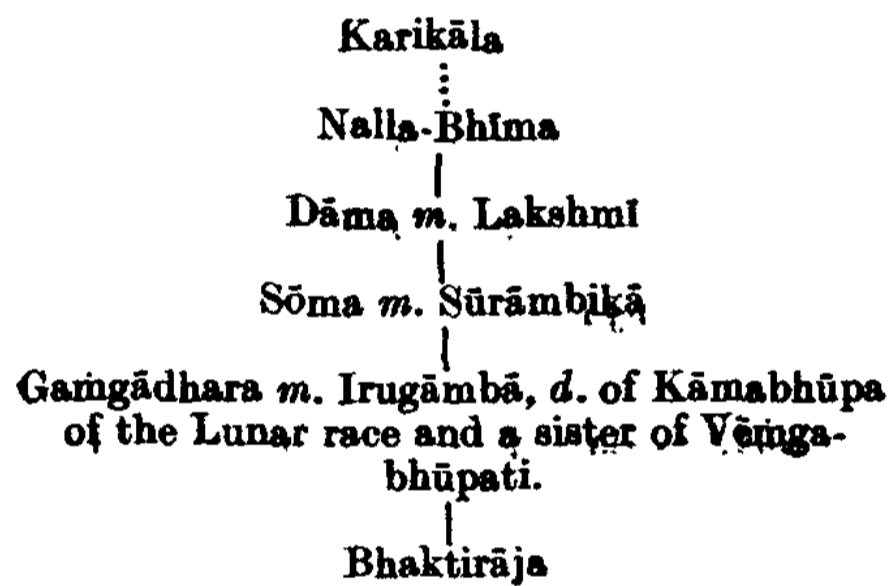 Karikāla
Nalla-Bhīma
Dāma m. Lakshmī
Sōma m. Sūrāmbikā
Gaṁgādhara m. Irugāmbā, d. of Kāmabhūpa
of the Lunar race and a sister of Vēṁga-
bhūpati.
Bhaktirāja